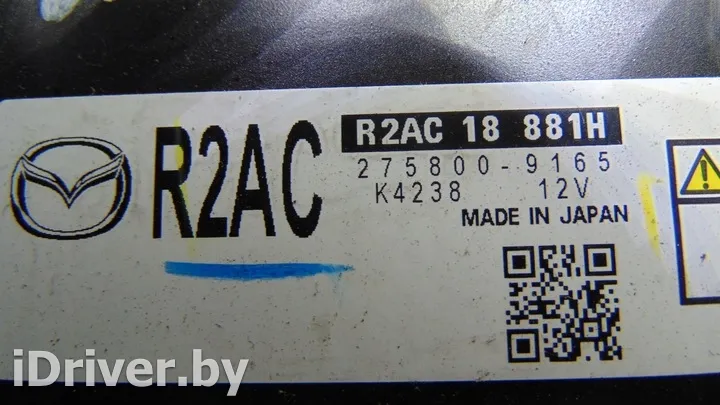 R2AC
R2AC 18 881H
275800-9165
K4238 12V
MADE IN JAPAN
iDriver.by